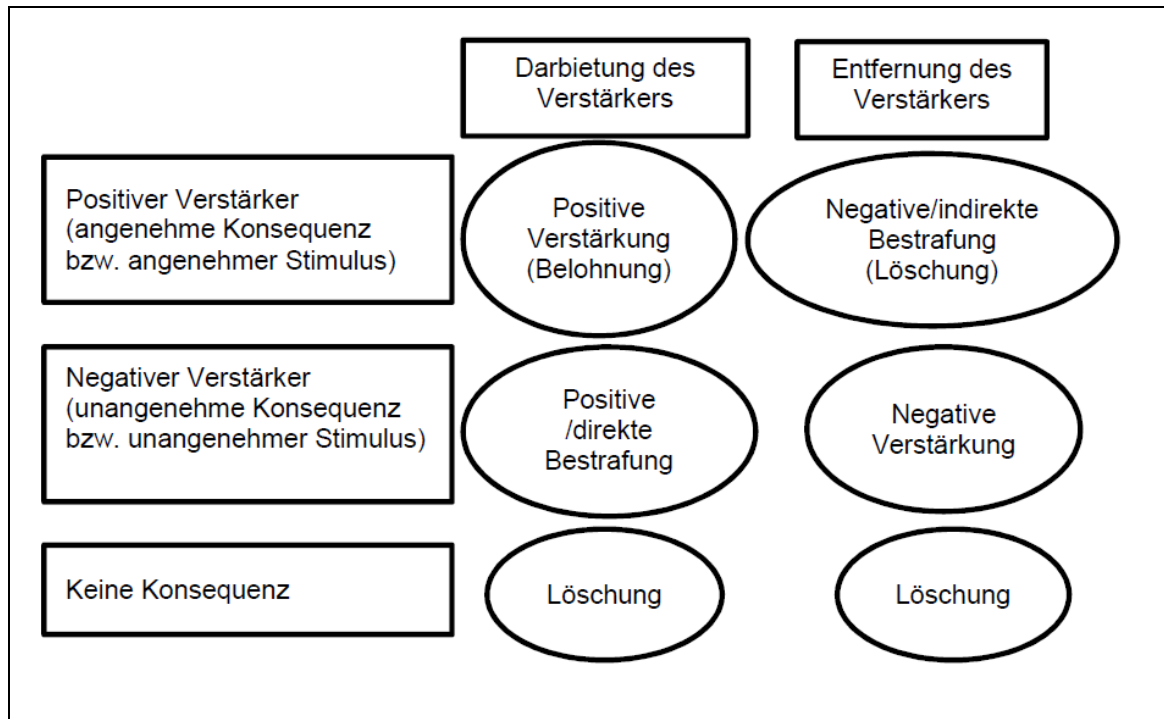 Darbietung des
Verstärkers
Entfernung des
Verstärkers
Positiver Verstärker
(angenehme Konsequenz
bzw. angenehmer Stimulus)
Positive
Verstärkung
(Belohnung)
Negative/indirekte
Bestrafung
(Löschung)
Negativer Verstärker
(unangenehme Konsequenz
bzw. unangenehmer Stimulus)
Positive
/direkte
Bestrafung
Negative
Verstärkung
Keine Konsequenz
Löschung
Löschung